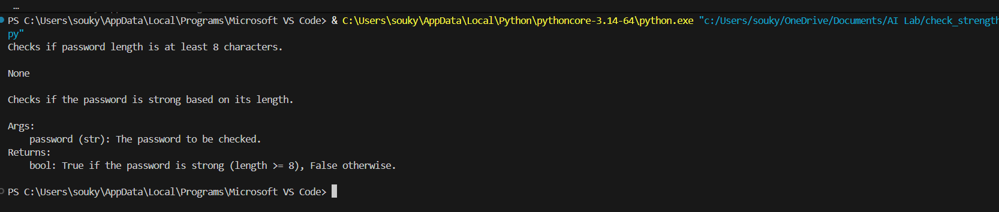 ...
PS C:\Users\souky\AppData\Local\Programs\Microsoft VS Code> & C:\Users\souky\AppData\Local\Python\pythoncore-3.14-64\python.exe "c:/Users/souky/OneDrive/Documents/AI Lab/check_strength
py"
Checks if password length is at least 8 characters.
None
Checks if the password is strong based on its length.
Args:
    password (str): The password to be checked.
Returns:
    bool: True if the password is strong (length >= 8), False otherwise.
PS C:\Users\souky\AppData\Local\Programs\Microsoft VS Code>